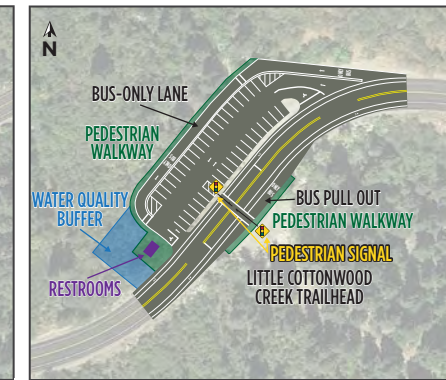 N
BUS-ONLY LANE
PEDESTRIAN
WALKWAY
WATER QUALITY
BUFFER
BUS PULL OUT
PEDESTRIAN WALKWAY
PEDESTRIAN SIGNAL
RESTROOMS
LITTLE COTTONWOOD
CREEK TRAILHEAD